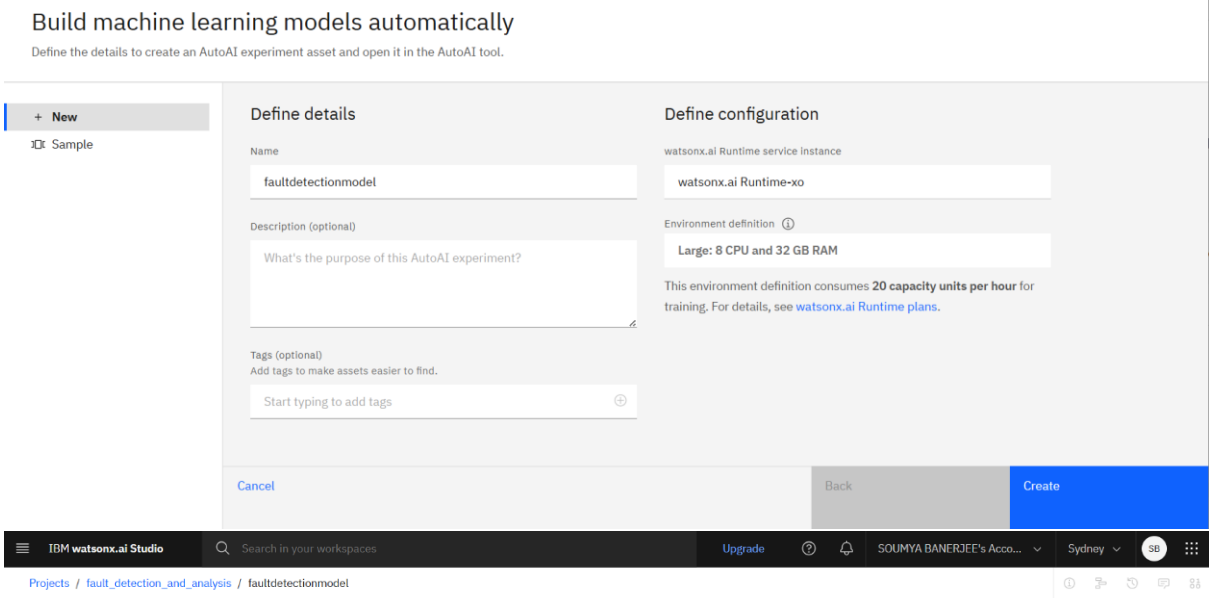 Build machine learning models automatically
Define the details to create an AutoAI experiment asset and open it in the AutoAI tool.
+ New
Sample
Define details
Name
faultdetectionmodel
Description (optional)
What's the purpose of this AutoAI experiment?
Tags (optional)
Add tags to make assets easier to find.
Start typing to add tags
Define configuration
watsonx.ai Runtime service instance
watsonx.ai Runtime-xo
Environment definition
Large: 8 CPU and 32 GB RAM
This environment definition consumes 20 capacity units per hour for
training. For details, see watsonx.ai Runtime plans.
Cancel
Back
Create
IBM watsonx.ai Studio
Search in your workspaces
Upgrade
SOUMYA BANERJEE's Acco...
Sydney
SB
Projects / fault_detection_and_analysis / faultdetectionmodel